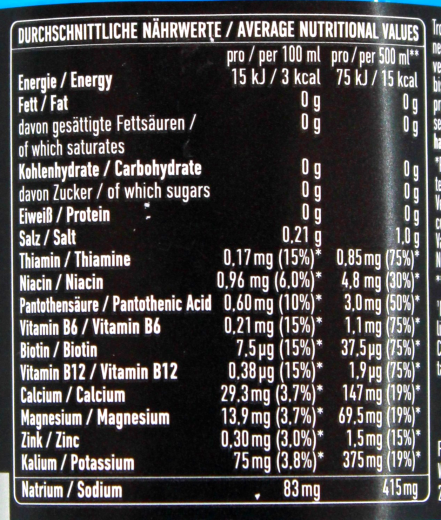 DURCHSCHNITTLICHE NÄHRWERTE / AVERAGE NUTRITIONAL VALUES
pro / per 100 ml pro / per 500 ml**
Energie / Energy 15 kJ / 3 kcal 75 kJ / 15 kcal
Fett / Fat 0 g 0 g
davon gesättigte Fettsäuren / 0 g 0 g
of which saturates
Kohlenhydrate / Carbohydrate 0 g 0 g
davon Zucker / of which sugars 0 g 0 g
Eiweiß / Protein 0 g 0 g
Salz / Salt 0,21 g 1,0 g
Thiamin / Thiamine 0,17 mg (15%)* 0,85 mg (75%)*
Niacin / Niacin 0,96 mg (6,0%)* 4,8 mg (30%)*
Pantothensäure / Pantothenic Acid 0,60 mg (10%)* 3,0 mg (50%)*
Vitamin B6 / Vitamin B6 0,21 mg (15%)* 1,1 mg (75%)*
Biotin / Biotin 7,5 µg (15%)* 37,5 µg (75%)*
Vitamin B12 / Vitamin B12 0,38 µg (15%)* 1,9 µg (75%)*
Calcium / Calcium 29,3 mg (3,7%)* 147 mg (19%)*
Magnesium / Magnesium 13,9 mg (3,7%)* 69,5 mg (19%)*
Zink / Zinc 0,30 mg (3,0%)* 1,5 mg (15%)*
Kalium / Potassium 75 mg (3,8%)* 375 mg (19%)*
Natrium / Sodium 83 mg 415 mg